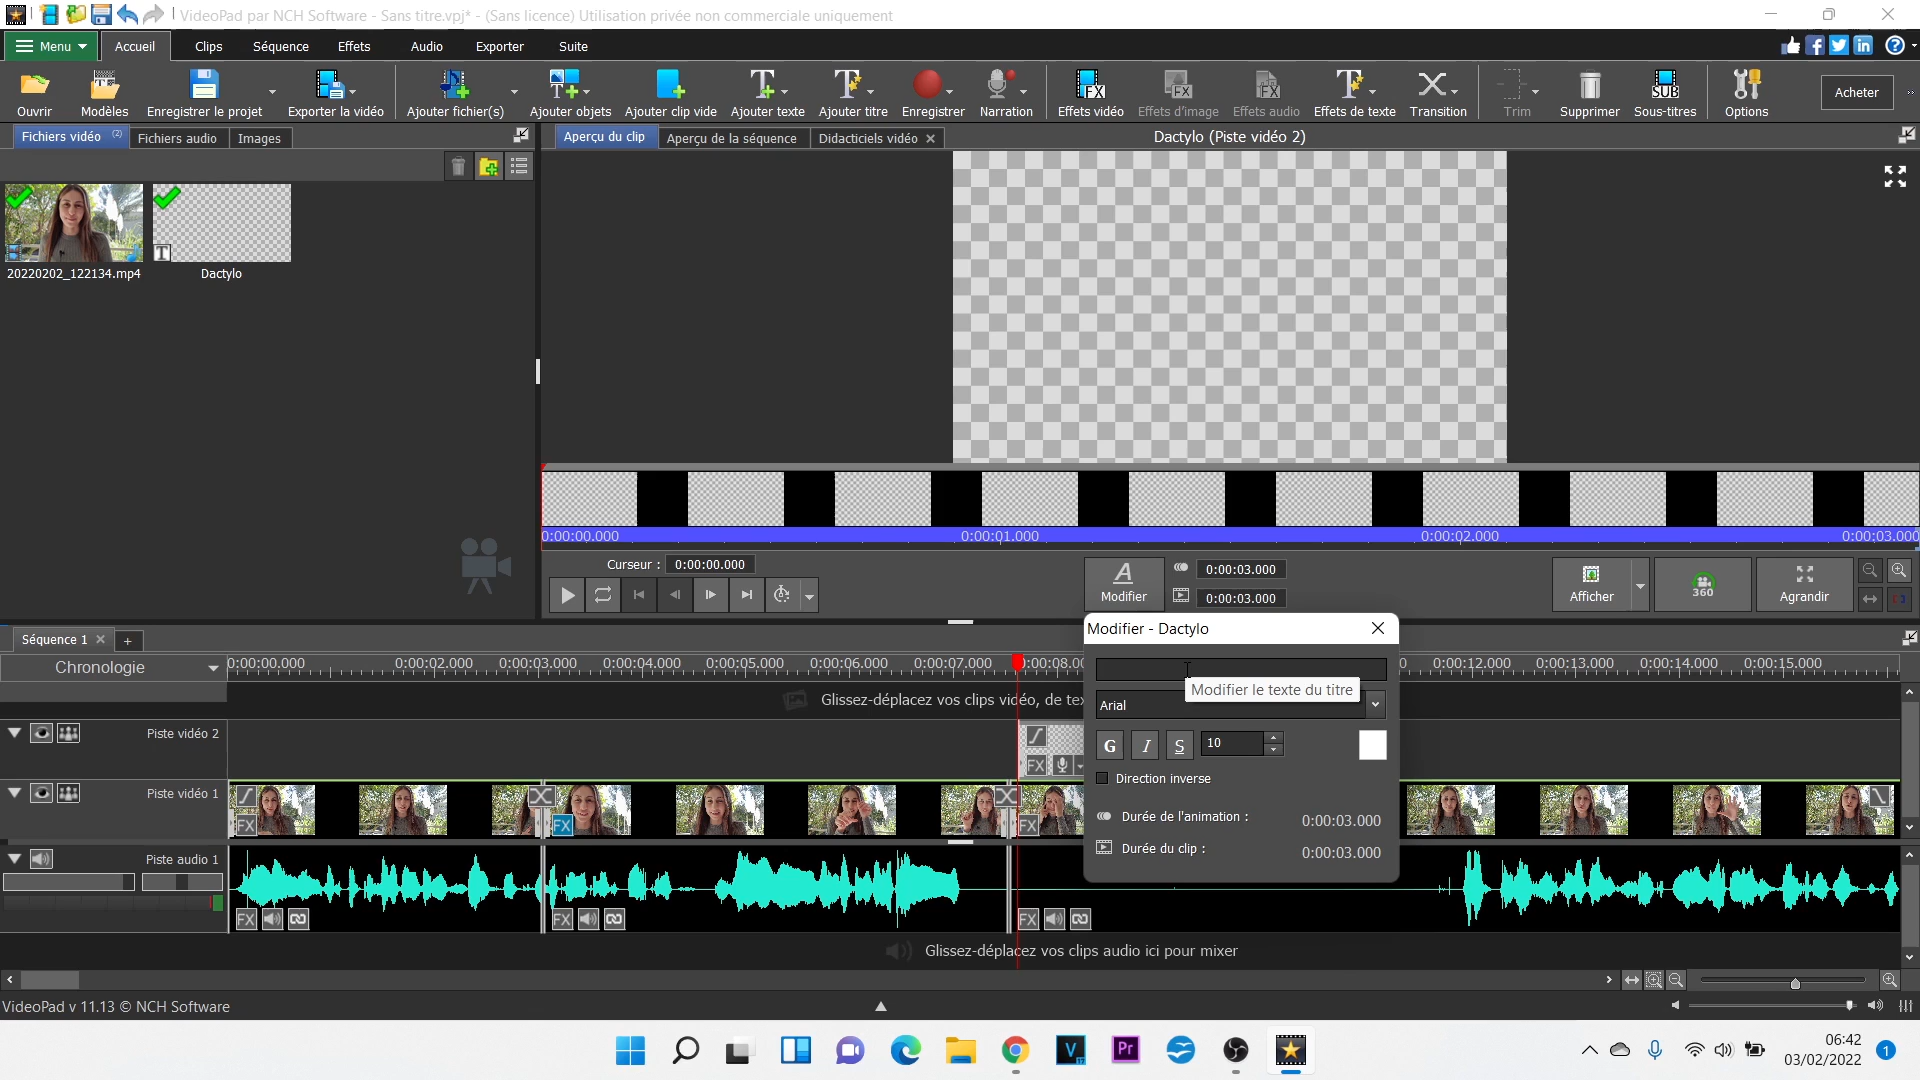 VideoPad par NCH Software - Sans titre.vpj* - (Sans licence) Utilisation privée non commerciale uniquement
Menu Accueil Clips Séquence Effets Audio Exporter Suite
Ouvrir Modèles Enregistrer le projet Exporter la vidéo Ajouter fichier(s) Ajouter objets Ajouter clip vide Ajouter texte Ajouter titre Enregistrer Narration Effets vidéo Effets d'image Effets audio Effets de texte Transition Trim Supprimer Sous-titres Options Acheter
Fichiers vidéo (2) Fichiers audio Images Aperçu du clip Aperçu de la séquence Didacticiels vidéo Dactylo (Piste vidéo 2)
20220202_122134.mp4 Dactylo
0:00:00.000 0:00:01.000 0:00:02.000 0:00:03.000
Curseur : 0:00:00.000
Modifier
0:00:03.000
0:00:03.000
Afficher 360 Agrandir
Séquence 1 +
Modifier - Dactylo
Chronologie
0:00:00.000 0:00:02.000 0:00:03.000 0:00:04.000 0:00:05.000 0:00:06.000 0:00:07.000 0:00:12.000 0:00:13.000 0:00:14.000 0:00:15.000
Modifier le texte du titre
Glissez-déplacez vos clips vidéo, de te
Arial
Piste vidéo 2
G I S 10
FX
Direction inverse
Piste vidéo 1
Durée de l'animation : 0:00:03.000
FX FX FX
Durée du clip : 0:00:03.000
Piste audio 1
FX FX FX
Glissez-déplacez vos clips audio ici pour mixer
VideoPad v 11.13 © NCH Software
06:42
03/02/2022
1